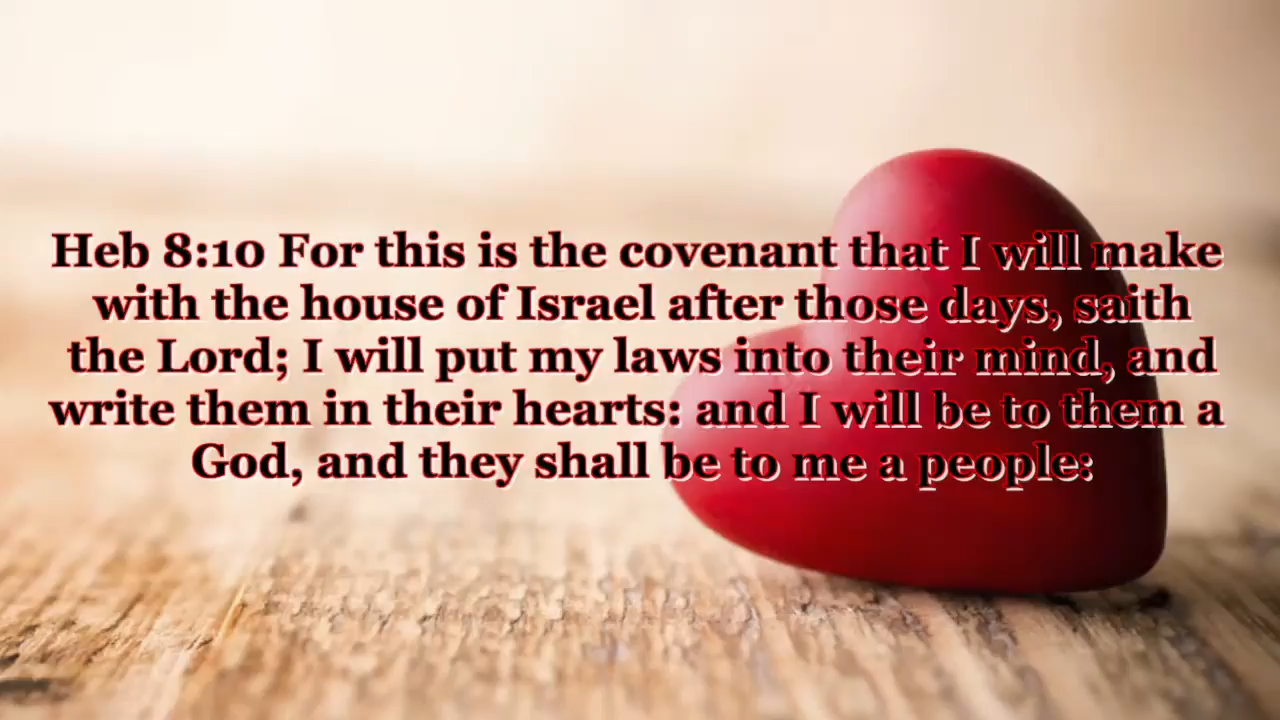 Heb 8:10 For this is the covenant that I will make
with the house of Israel after those days, saith
the Lord; I will put my laws into their mind, and
write them in their hearts: and I will be to them a
God, and they shall be to me a people: